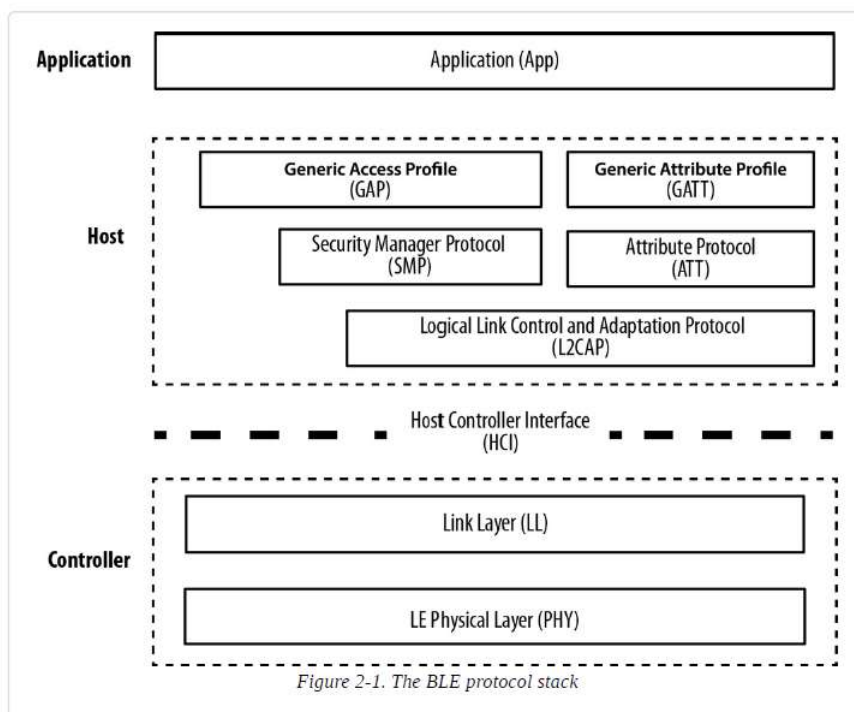 Application
Application (App)
Generic Access Profile
(GAP)
Generic Attribute Profile
(GATT)
Host
Security Manager Protocol
(SMP)
Attribute Protocol
(ATT)
Logical Link Control and Adaptation Protocol
(L2CAP)
Host Controller Interface
(HCI)
Link Layer (LL)
Controller
LE Physical Layer (PHY)
Figure 2-1. The BLE protocol stack